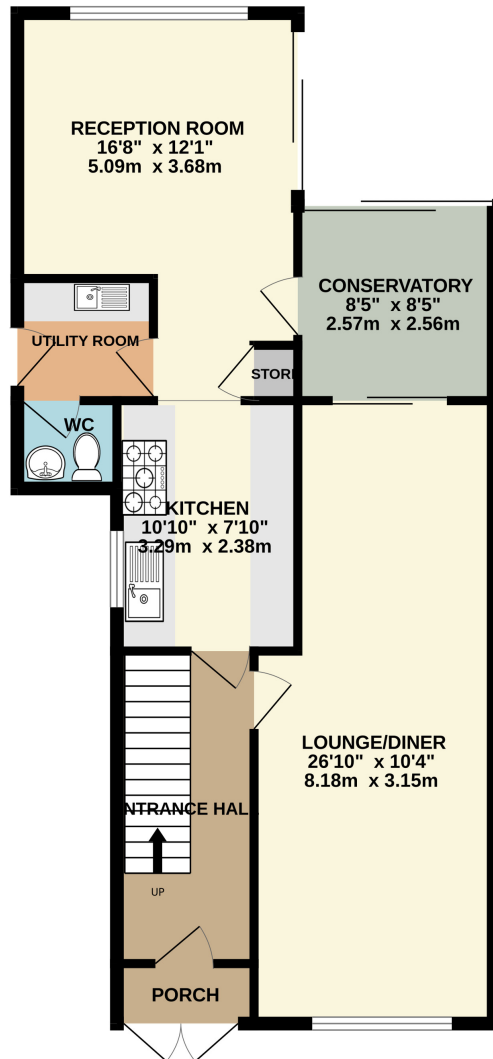 RECEPTION ROOM
16'8" x 12'1"
5.09m x 3.68m
CONSERVATORY
8'5" x 8'5"
2.57m x 2.56m
UTILITY ROOM
STORE
WC
KITCHEN
10'10" x 7'10"
3.29m x 2.38m
LOUNGE/DINER
26'10" x 10'4"
8.18m x 3.15m
ENTRANCE HALL
UP
PORCH